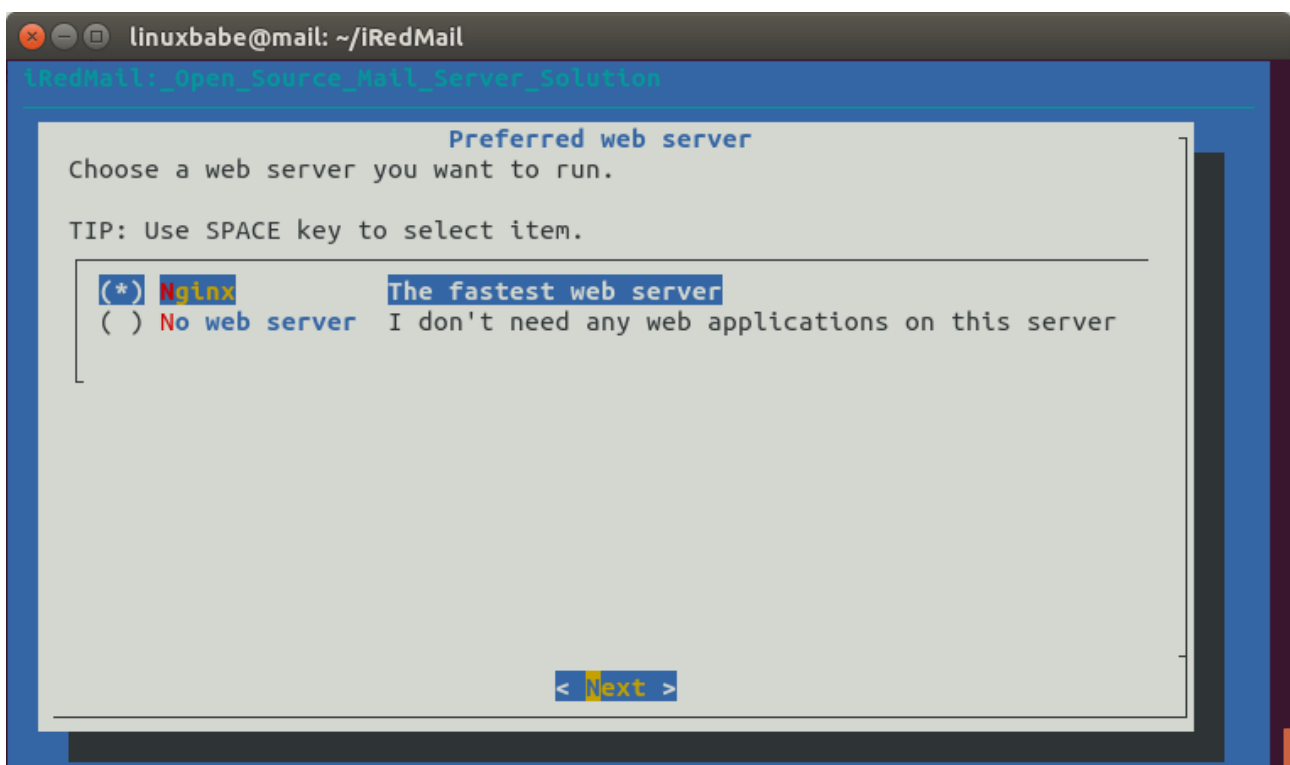 linuxbabe@mail: ~/iRedMail
iRedMail:_Open_Source_Mail_Server_Solution
Preferred web server
Choose a web server you want to run.
TIP: Use SPACE key to select item.
(*) Nginx The fastest web server
( ) No web server I don't need any web applications on this server
< Next >